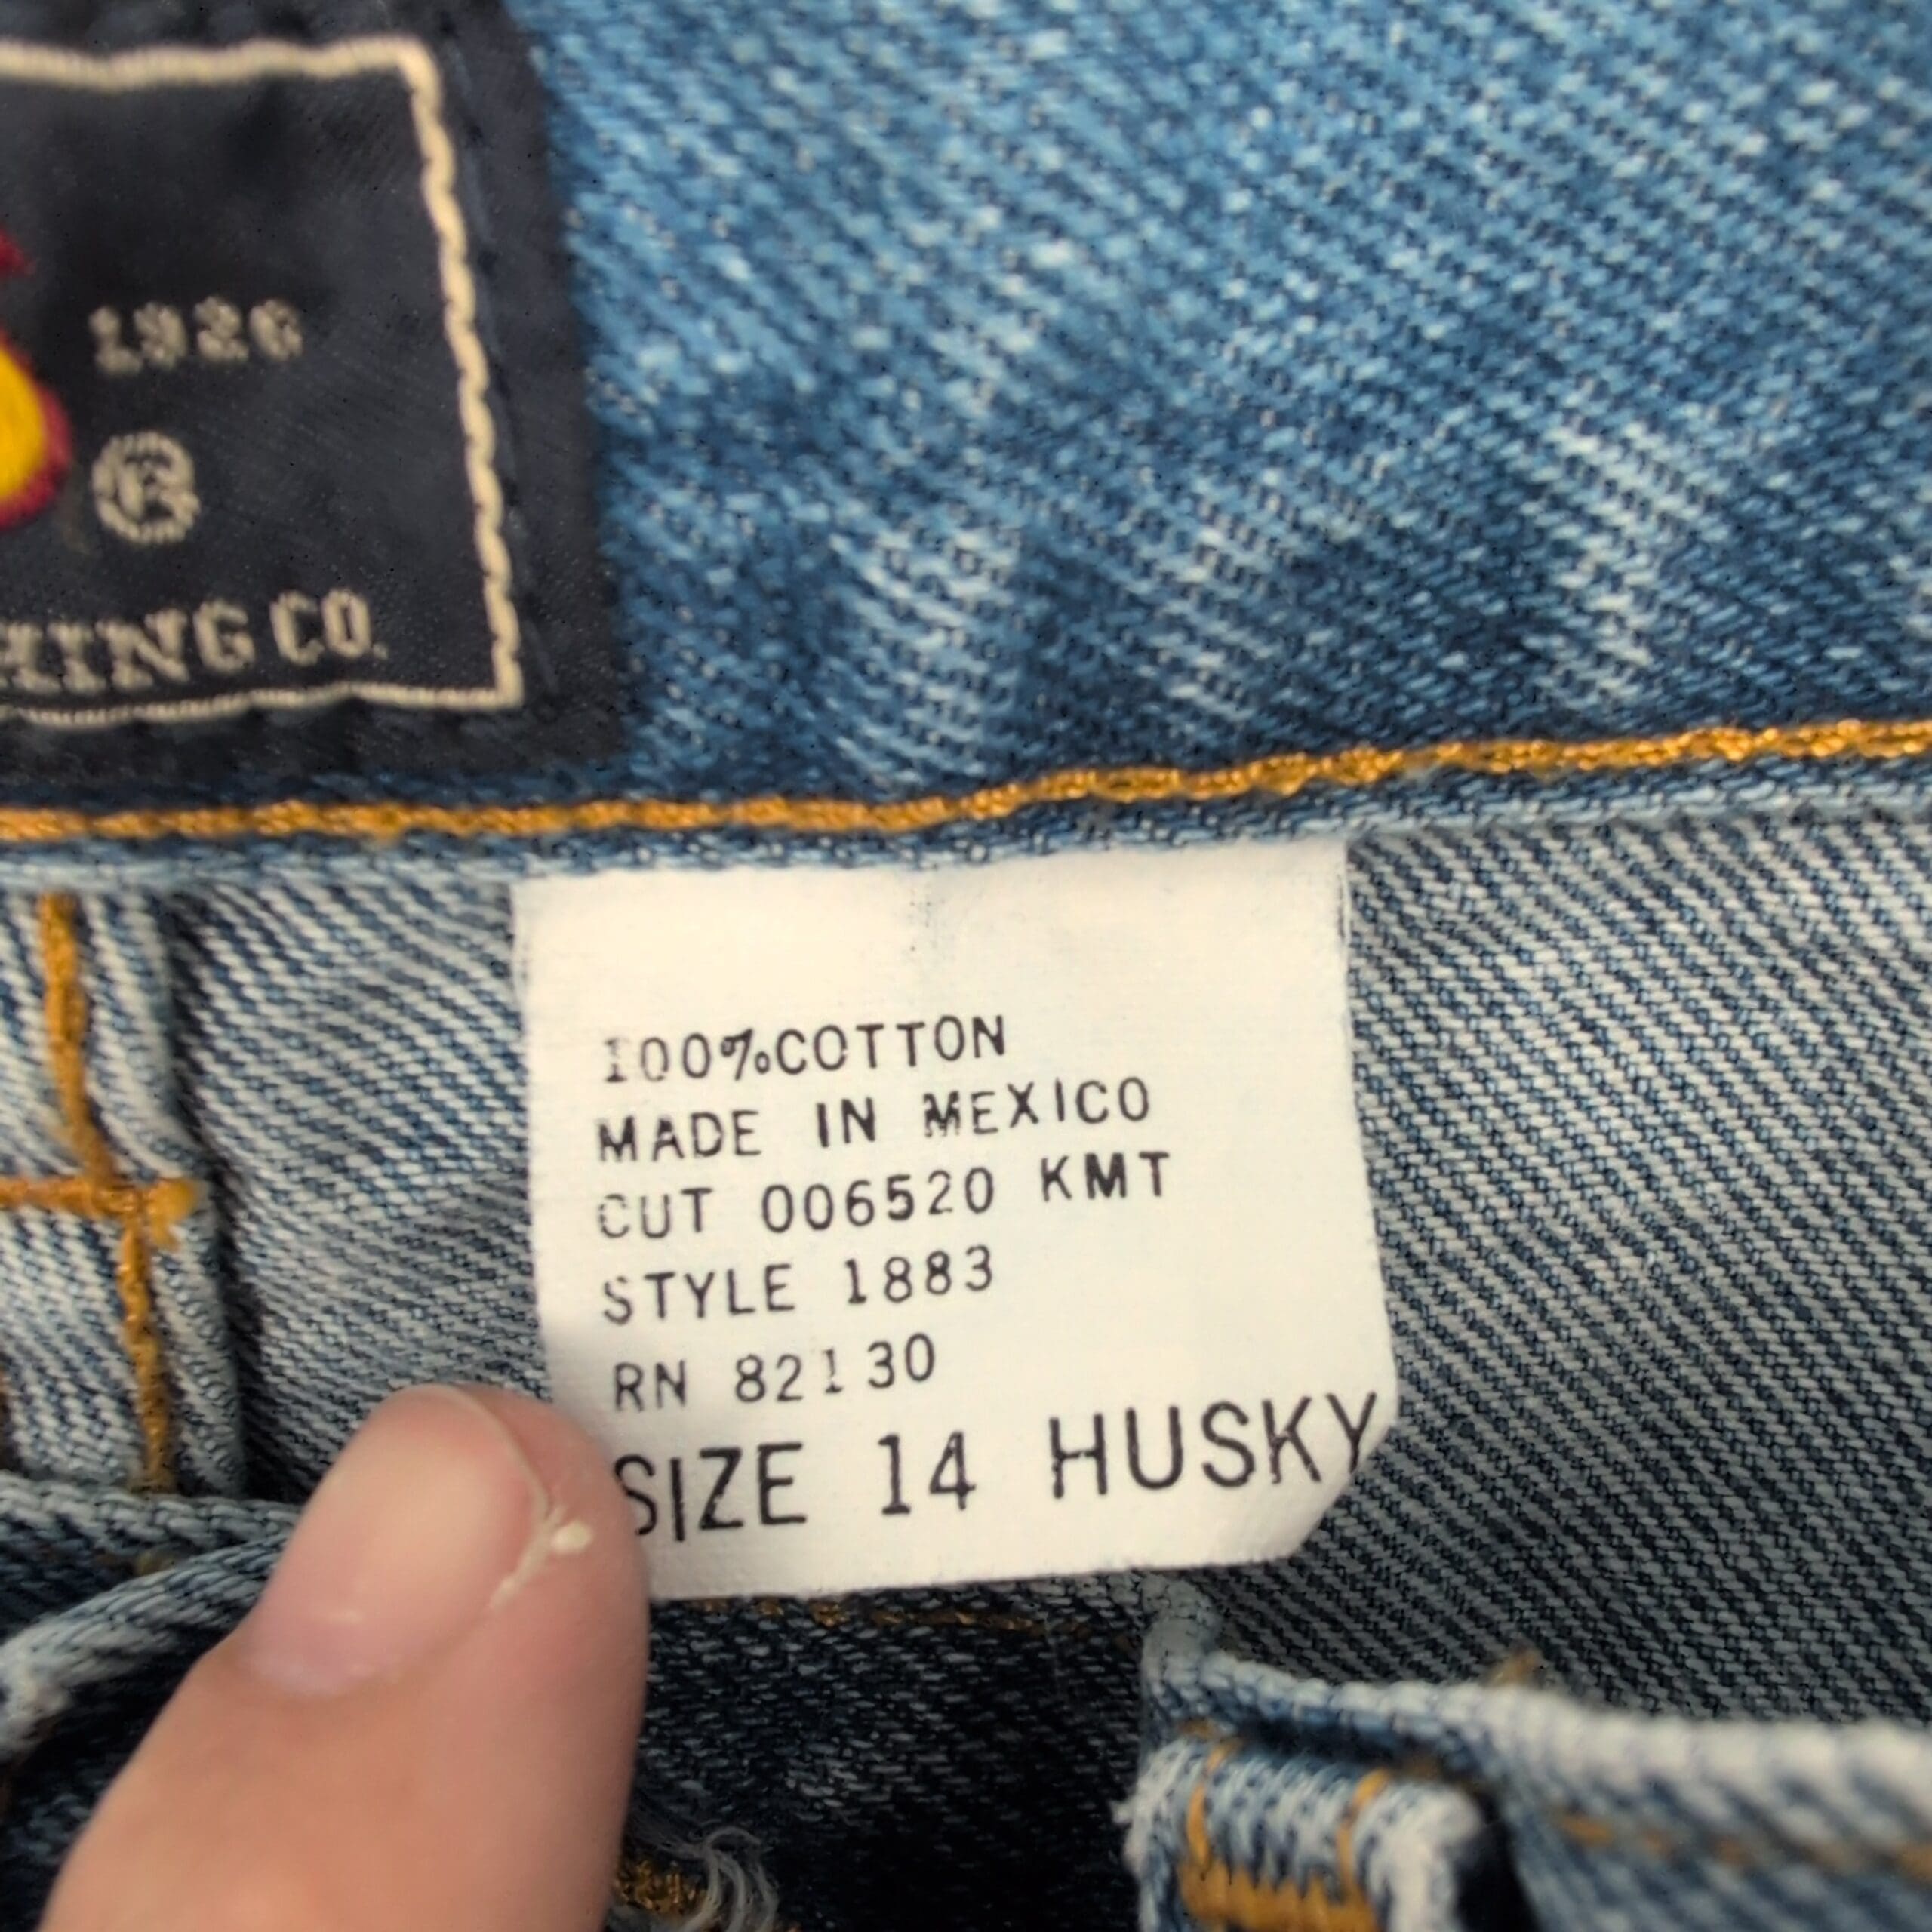 1926
®
HING CO.
100%COTTON
MADE IN MEXICO
CUT 006520 KMT
STYLE 1883
RN 82130
SIZE 14 HUSKY